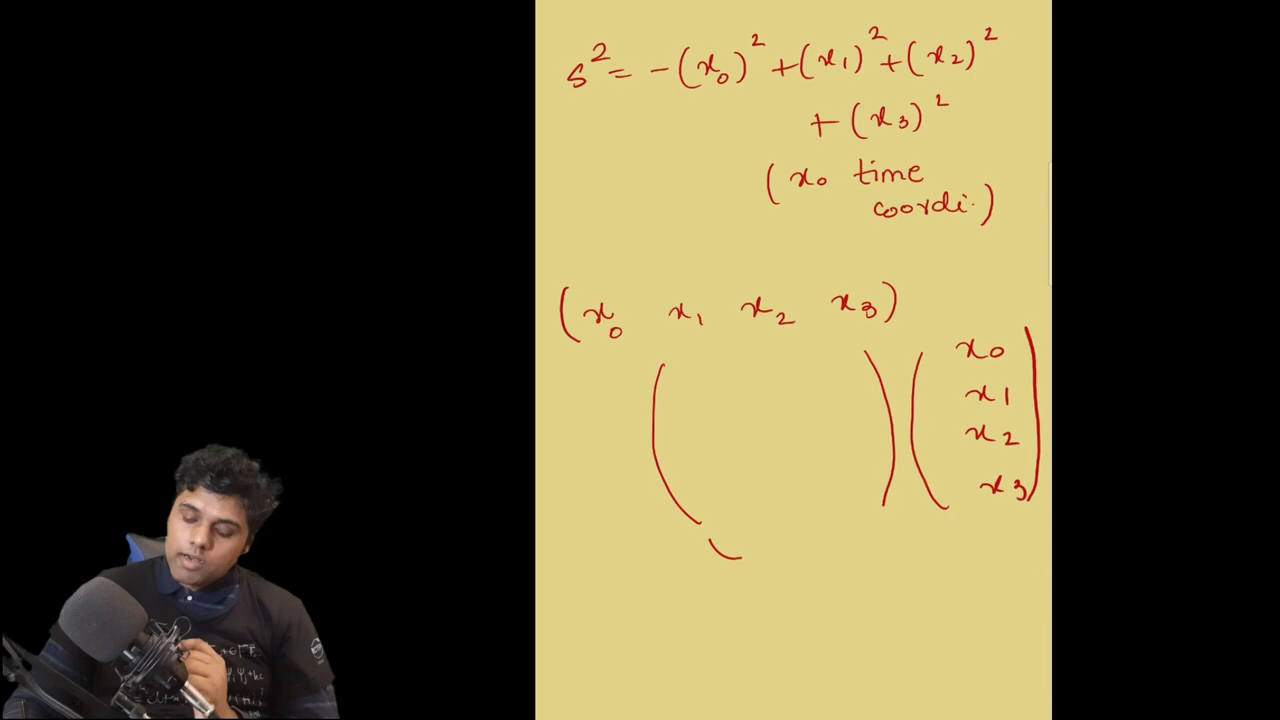 s² = -(x₀)² + (x₁)² + (x₂)²
+ (x₃)²
(x₀ time
coordi.)
(x₀ x₁ x₂ x₃)
x₀
x₁
x₂
x₃